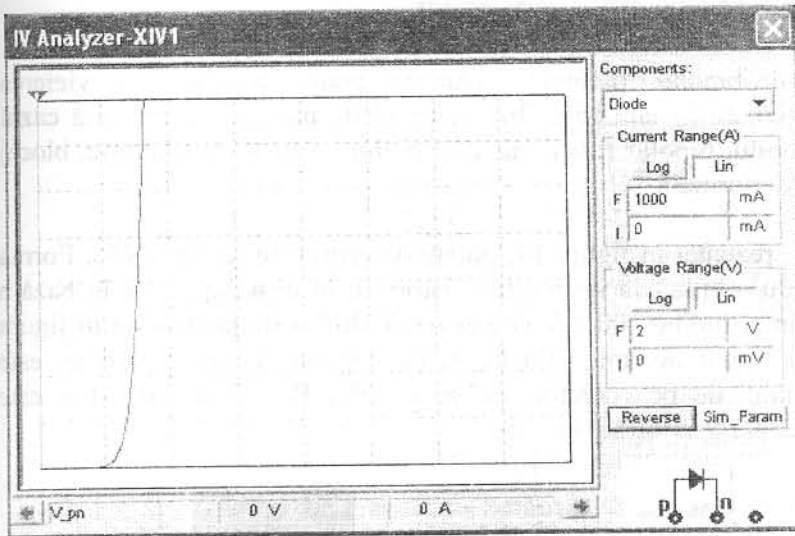 IV Analyzer-XIV1
Components:
Diode
Current Range(A)
Log Lin
F 1000 mA
I 0 mA
Voltage Range(V)
Log Lin
F 2 V
I 0 mV
Reverse Sim_Param
V_pn 0 V 0 A
p n